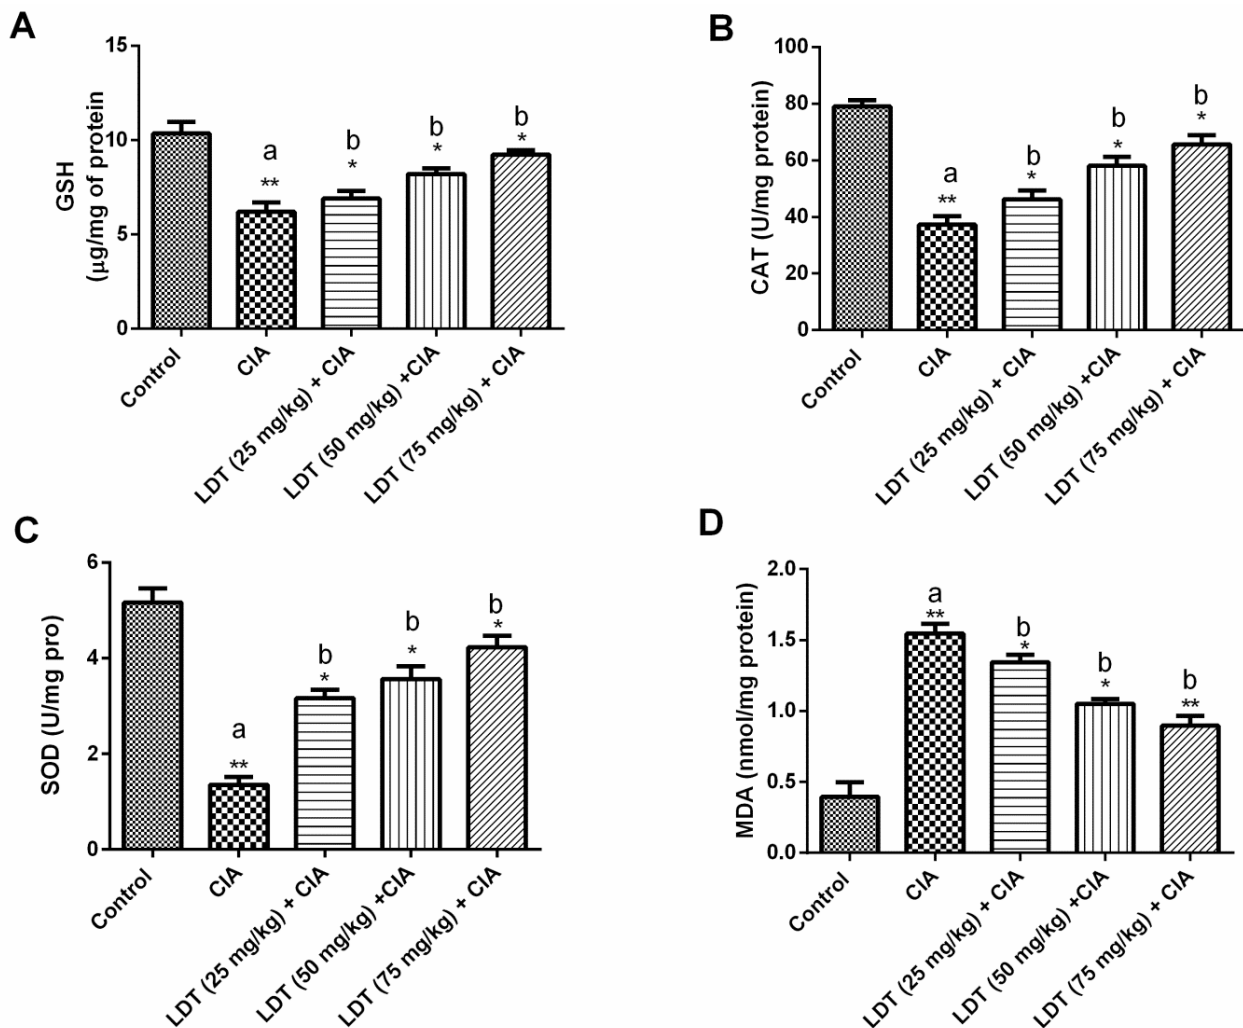 A
GSH
(µg/mg of protein)
15
10
5
0
a
**
b
*
b
*
b
*
Control
CIA
LDT (25 mg/kg) + CIA
LDT (50 mg/kg) +CIA
LDT (75 mg/kg) + CIA
B
CAT (U/mg protein)
100
80
60
40
20
0
a
**
b
*
b
*
b
*
Control
CIA
LDT (25 mg/kg) + CIA
LDT (50 mg/kg) +CIA
LDT (75 mg/kg) + CIA
C
SOD (U/mg pro)
6
4
2
0
a
**
b
*
b
*
b
*
Control
CIA
LDT (25 mg/kg) + CIA
LDT (50 mg/kg) +CIA
LDT (75 mg/kg) + CIA
D
MDA (nmol/mg protein)
2.0
1.5
1.0
0.5
0.0
a
**
b
*
b
*
b
**
Control
CIA
LDT (25 mg/kg) + CIA
LDT (50 mg/kg) +CIA
LDT (75 mg/kg) + CIA